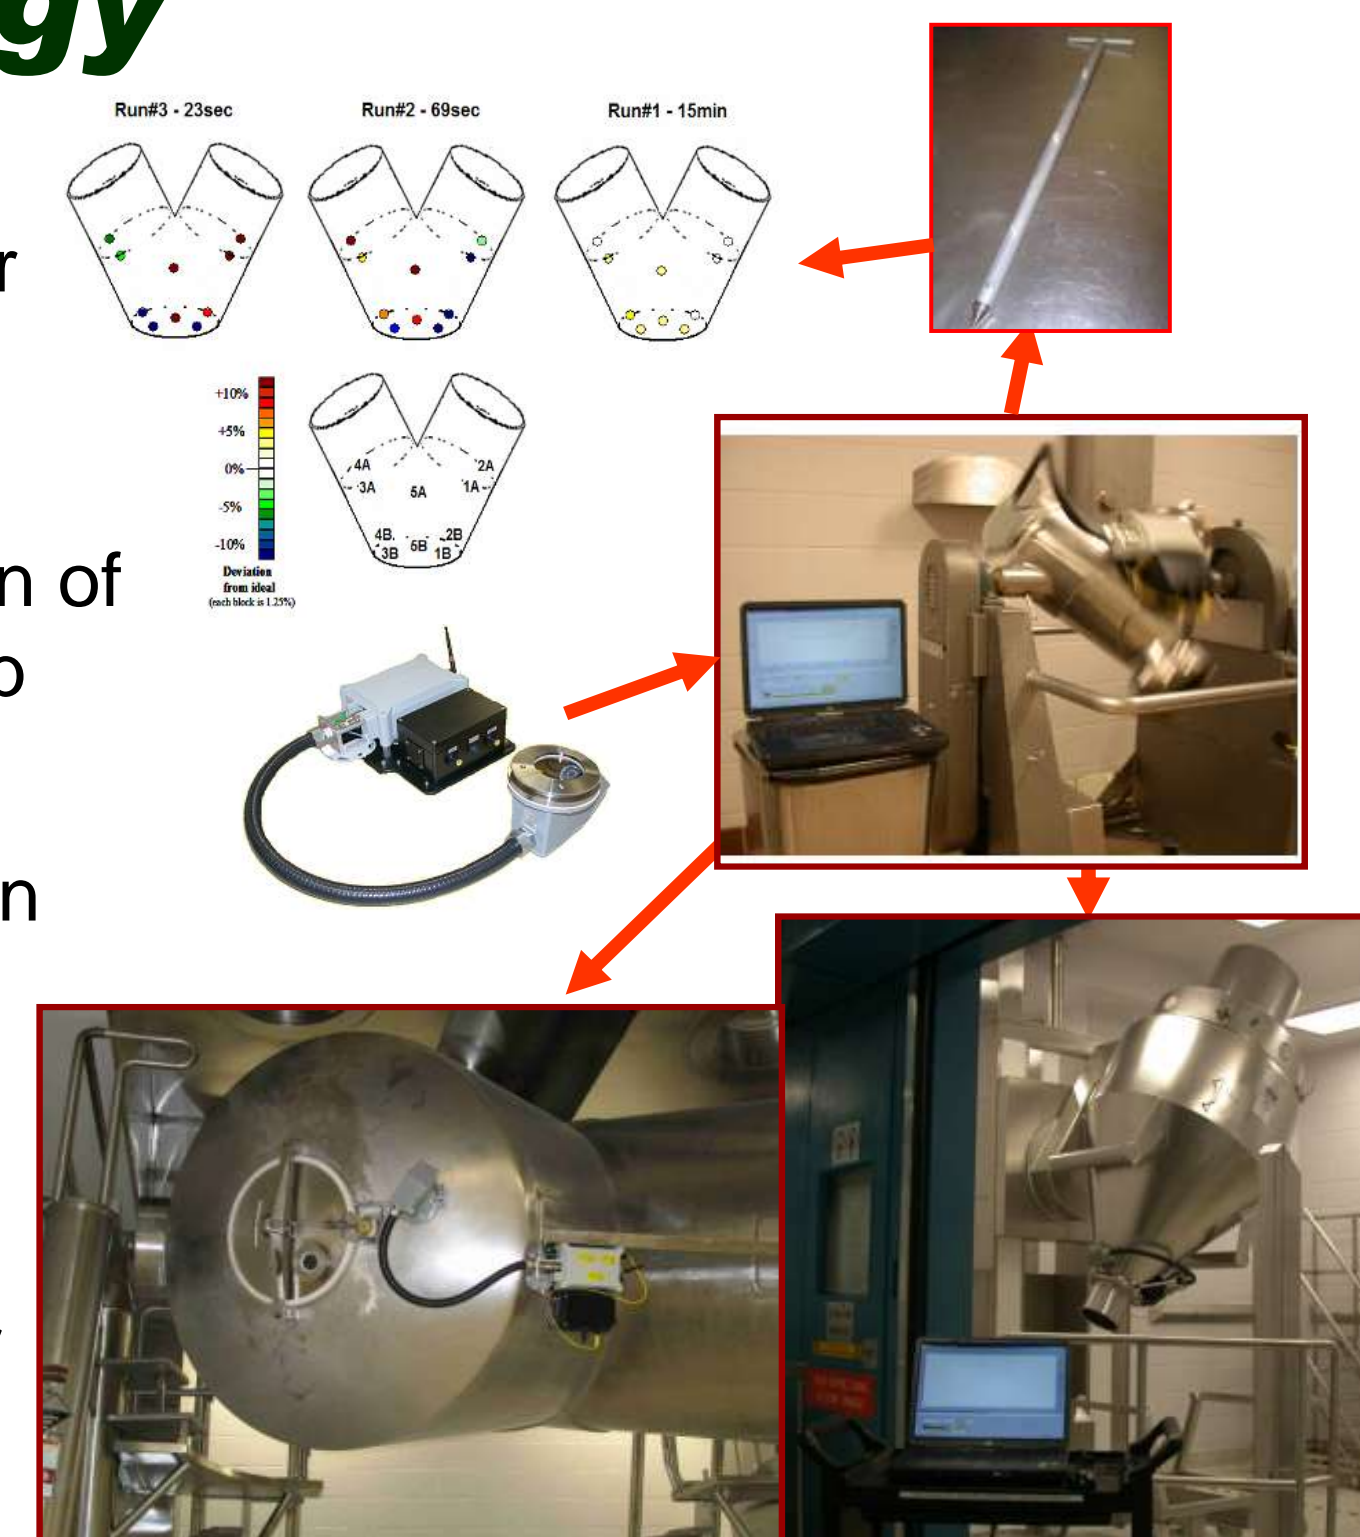 gy
Run#3 - 23sec
Run#2 - 69sec
Run#1 - 15min
r
+10%
+5%
0%
-5%
-10%
Deviation
from ideal
(each block is 1.25%)
4A
2A
3A
5A
1A
4B
2B
3B
5B
1B
n of
p
n